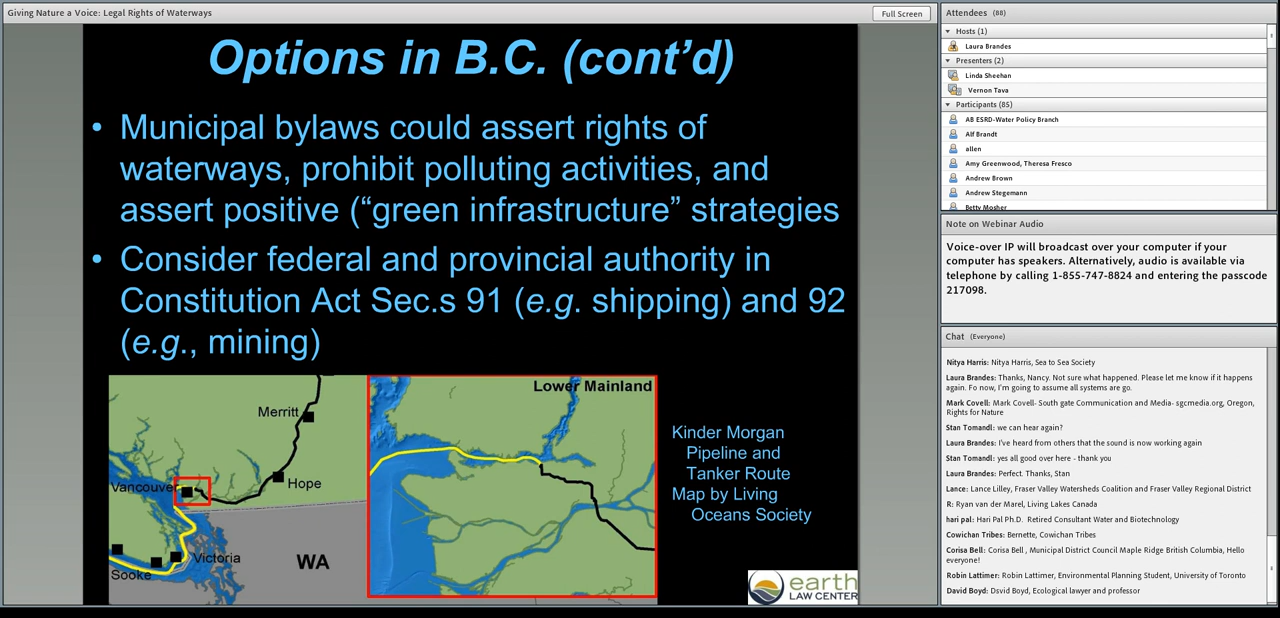 Giving Nature a Voice: Legal Rights of Waterways
Full Screen
Options in B.C. (cont’d)
• Municipal bylaws could assert rights of
waterways, prohibit polluting activities, and
assert positive (“green infrastructure” strategies
• Consider federal and provincial authority in
Constitution Act Sec.s 91 (e.g. shipping) and 92
(e.g., mining)
Merritt
Hope
Vancouver
Victoria
Sooke
WA
Lower Mainland
Kinder Morgan
Pipeline and
Tanker Route
Map by Living
Oceans Society
earth
LAW CENTER
Attendees (88)
Hosts (1)
Laura Brandes
Presenters (2)
Linda Sheehan
Vernon Tava
Participants (85)
AB ESRD-Water Policy Branch
Alf Brandt
allen
Amy Greenwood, Theresa Fresco
Andrew Brown
Andrew Stegemann
Betty Mosher
Note on Webinar Audio
Voice-over IP will broadcast over your computer if your
computer has speakers. Alternatively, audio is available via
telephone by calling 1-855-747-8824 and entering the passcode
217098.
Chat (Everyone)
Nitya Harris: Nitya Harris, Sea to Sea Society
Laura Brandes: Thanks, Nancy. Not sure what happened. Please let me know if it happens
again. Fo now, I'm going to assume all systems are go.
Mark Covell: Mark Covell- South gate Communication and Media- sgcmedia.org, Oregon,
Rights for Nature
Stan Tomandl: we can hear again?
Laura Brandes: I've heard from others that the sound is now working again
Stan Tomandl: yes all good over here - thank you
Laura Brandes: Perfect. Thanks, Stan
Lance: Lance Lilley, Fraser Valley Watersheds Coalition and Fraser Valley Regional District
R: Ryan van der Marel, Living Lakes Canada
hari pal: Hari Pal Ph.D. Retired Consultant Water and Biotechnology
Cowichan Tribes: Bernette, Cowichan Tribes
Corisa Bell: Corisa Bell , Municipal District Council Maple Ridge British Columbia, Hello
everyone!
Robin Lattimer: Robin Lattimer, Environmental Planning Student, University of Toronto
David Boyd: Dsvid Boyd, Ecological lawyer and professor